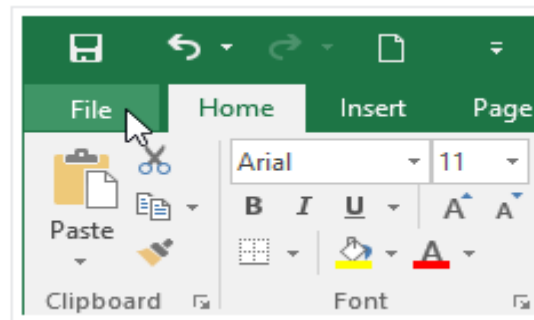 File Home Insert Page
Arial 11
B I U A A
Paste
A
Clipboard Font